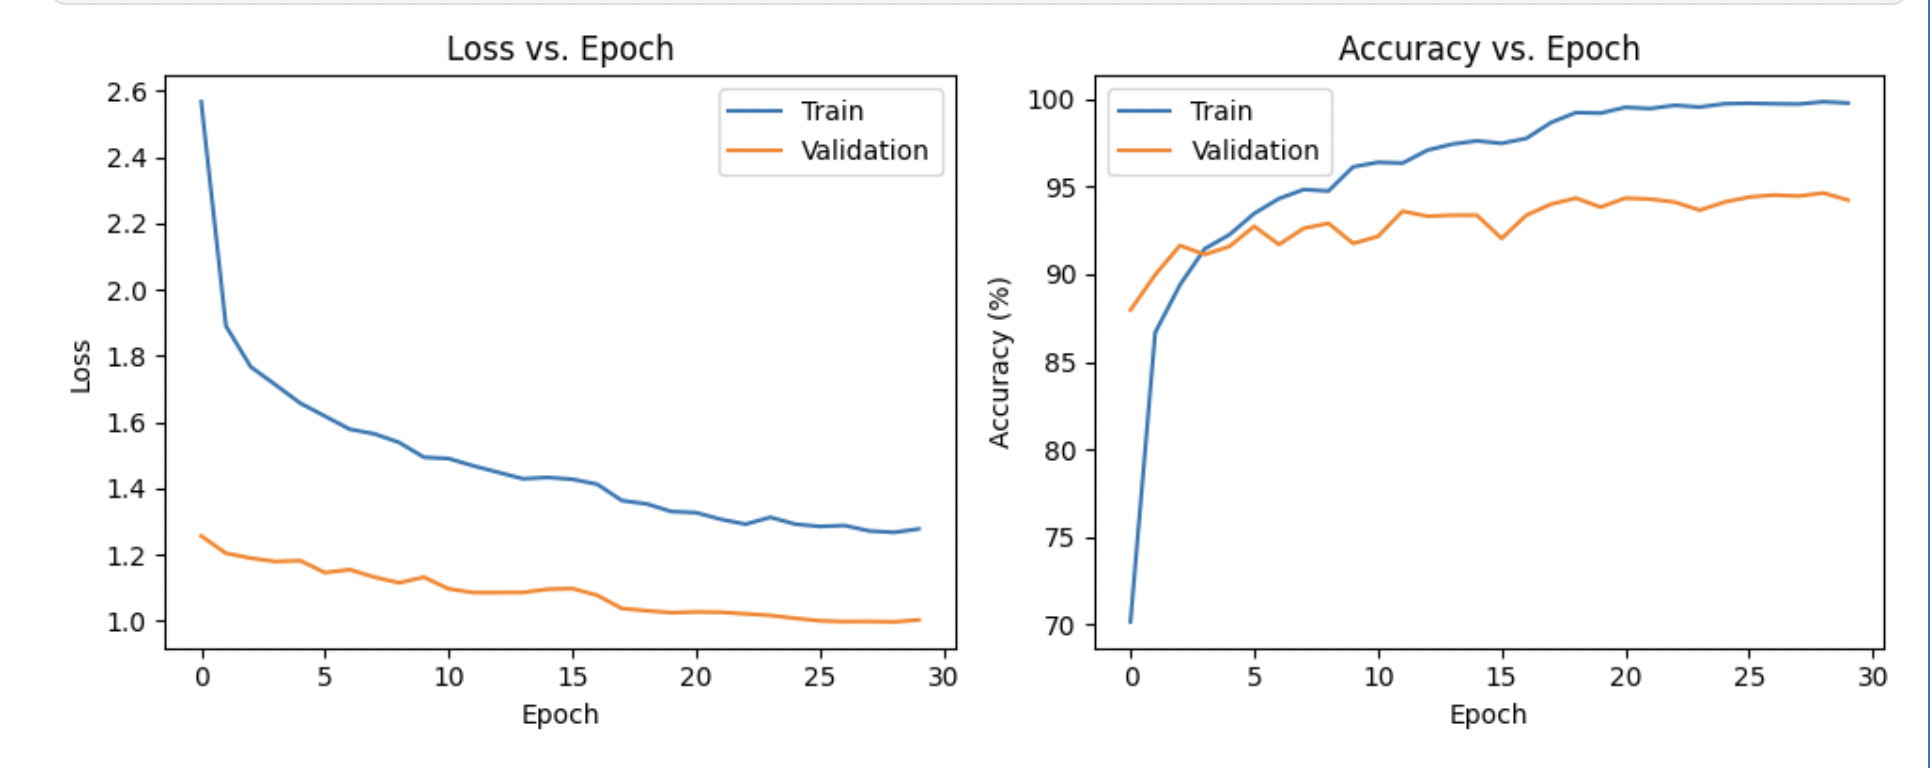 Loss vs. Epoch
2.6
2.4
2.2
2.0
1.8
1.6
1.4
1.2
1.0
Loss
Train
Validation
0 5 10 15 20 25 30
Epoch
Accuracy vs. Epoch
100
95
90
85
80
75
70
Accuracy (%)
Train
Validation
0 5 10 15 20 25 30
Epoch